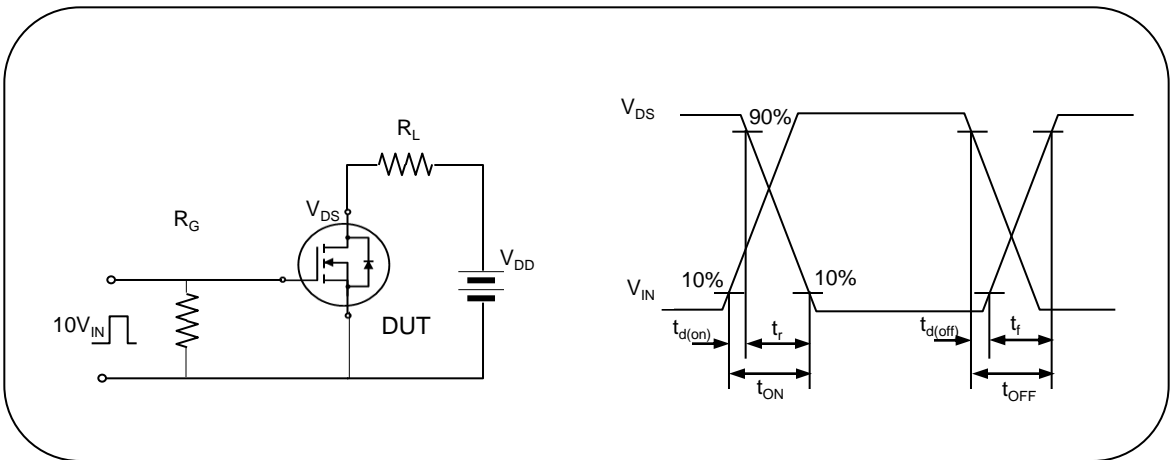 R_L
V_DS
R_G
V_DD
10V_IN
DUT
V_DS
90%
10%
10%
V_IN
t_d(on)
t_r
t_d(off)
t_f
t_ON
t_OFF